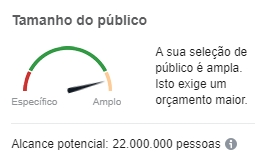 Tamanho do público
A sua seleção de
público é ampla.
Isto exige um
orçamento maior.
Específico
Amplo
Alcance potencial: 22.000.000 pessoas